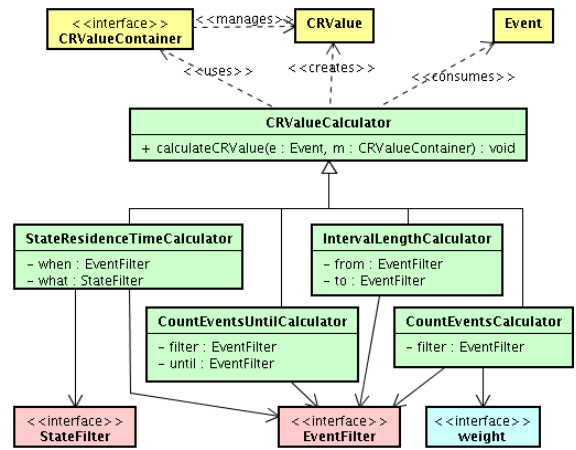 <<interface>>
CRValueContainer
<<manages>>
CRValue
Event
<<uses>>
<<creates>>
<<consumes>>
CRValueCalculator
+ calculateCRValue(e : Event, m : CRValueContainer) : void
StateResidenceTimeCalculator
– when : EventFilter
– what : StateFilter
IntervalLengthCalculator
– from : EventFilter
– to : EventFilter
CountEventsUntilCalculator
– filter : EventFilter
– until : EventFilter
CountEventsCalculator
– filter : EventFilter
<<interface>>
StateFilter
<<interface>>
EventFilter
<<interface>>
weight